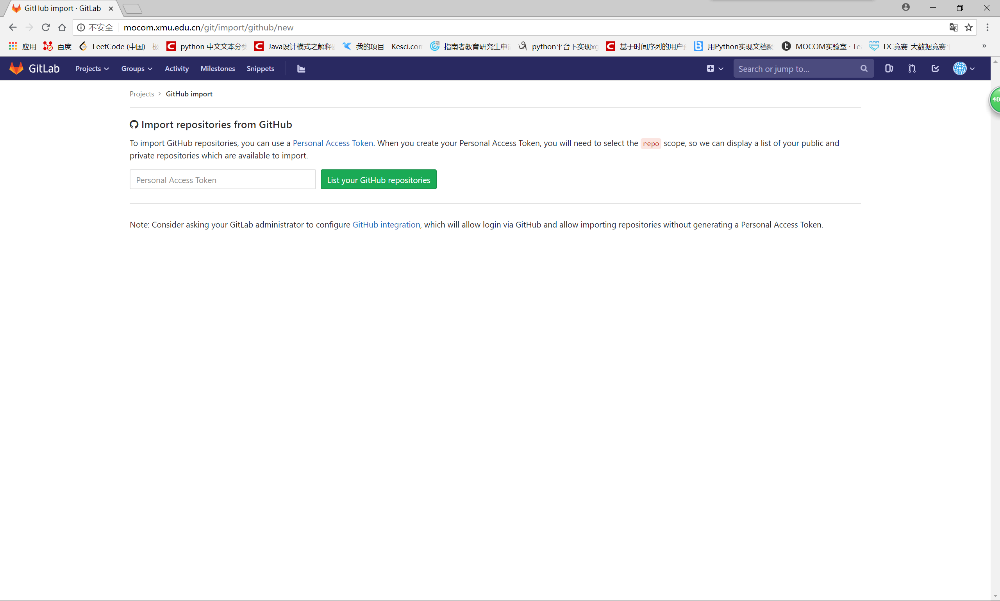 GitHub import · GitLab
不安全 mocom.xmu.edu.cn/git/import/github/new
应用 百度 LeetCode (中国) - 极 python 中文文本分类 Java设计模式之解释 我的项目 - Kesci.com 指南者教育研究生申 python平台下实现xg 基于时间序列的用户 用Python实现文档聚 MOCOM实验室 · Te DC竞赛-大数据竞赛 »
GitLab Projects Groups Activity Milestones Snippets Search or jump to...
40
Projects > GitHub import
Import repositories from GitHub
To import GitHub repositories, you can use a Personal Access Token. When you create your Personal Access Token, you will need to select the repo scope, so we can display a list of your public and
private repositories which are available to import.
Personal Access Token List your GitHub repositories
Note: Consider asking your GitLab administrator to configure GitHub integration, which will allow login via GitHub and allow importing repositories without generating a Personal Access Token.